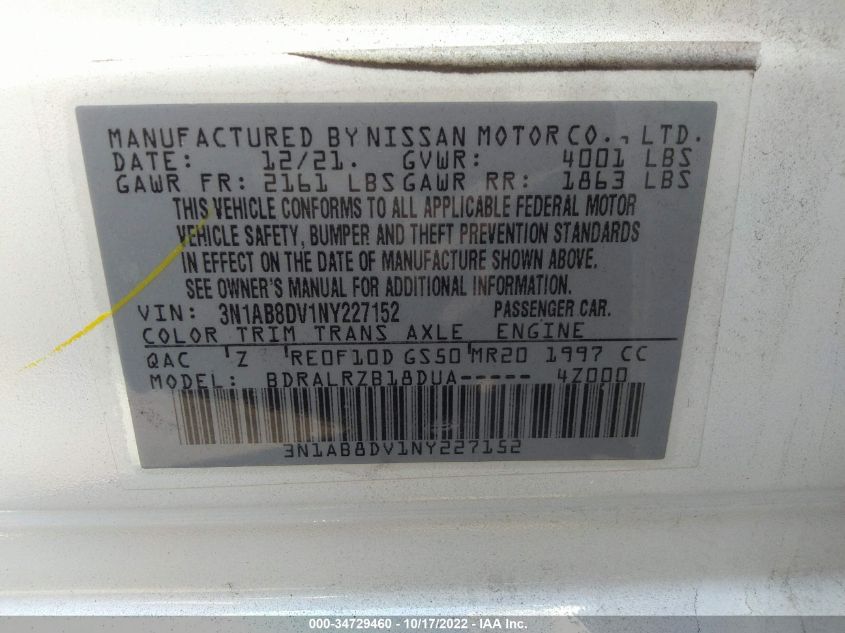 MANUFACTURED BY NISSAN MOTOR CO., LTD.
DATE: 12/21. GVWR: 4001 LBS
GAWR FR: 2161 LBS GAWR RR: 1863 LBS
THIS VEHICLE CONFORMS TO ALL APPLICABLE FEDERAL MOTOR
VEHICLE SAFETY, BUMPER AND THEFT PREVENTION STANDARDS
IN EFFECT ON THE DATE OF MANUFACTURE SHOWN ABOVE.
SEE OWNER'S MANUAL FOR ADDITIONAL INFORMATION.
VIN: 3N1AB8DV1NY227152 PASSENGER CAR.
COLOR TRIM TRANS AXLE ENGINE
QAC Z RE0F10D GS50 MR20 1997 CC
MODEL: BDRALRZB18DUA----- 4Z000
3N1AB8DV1NY227152
000-34729460 - 10/17/2022 - IAAI.COM